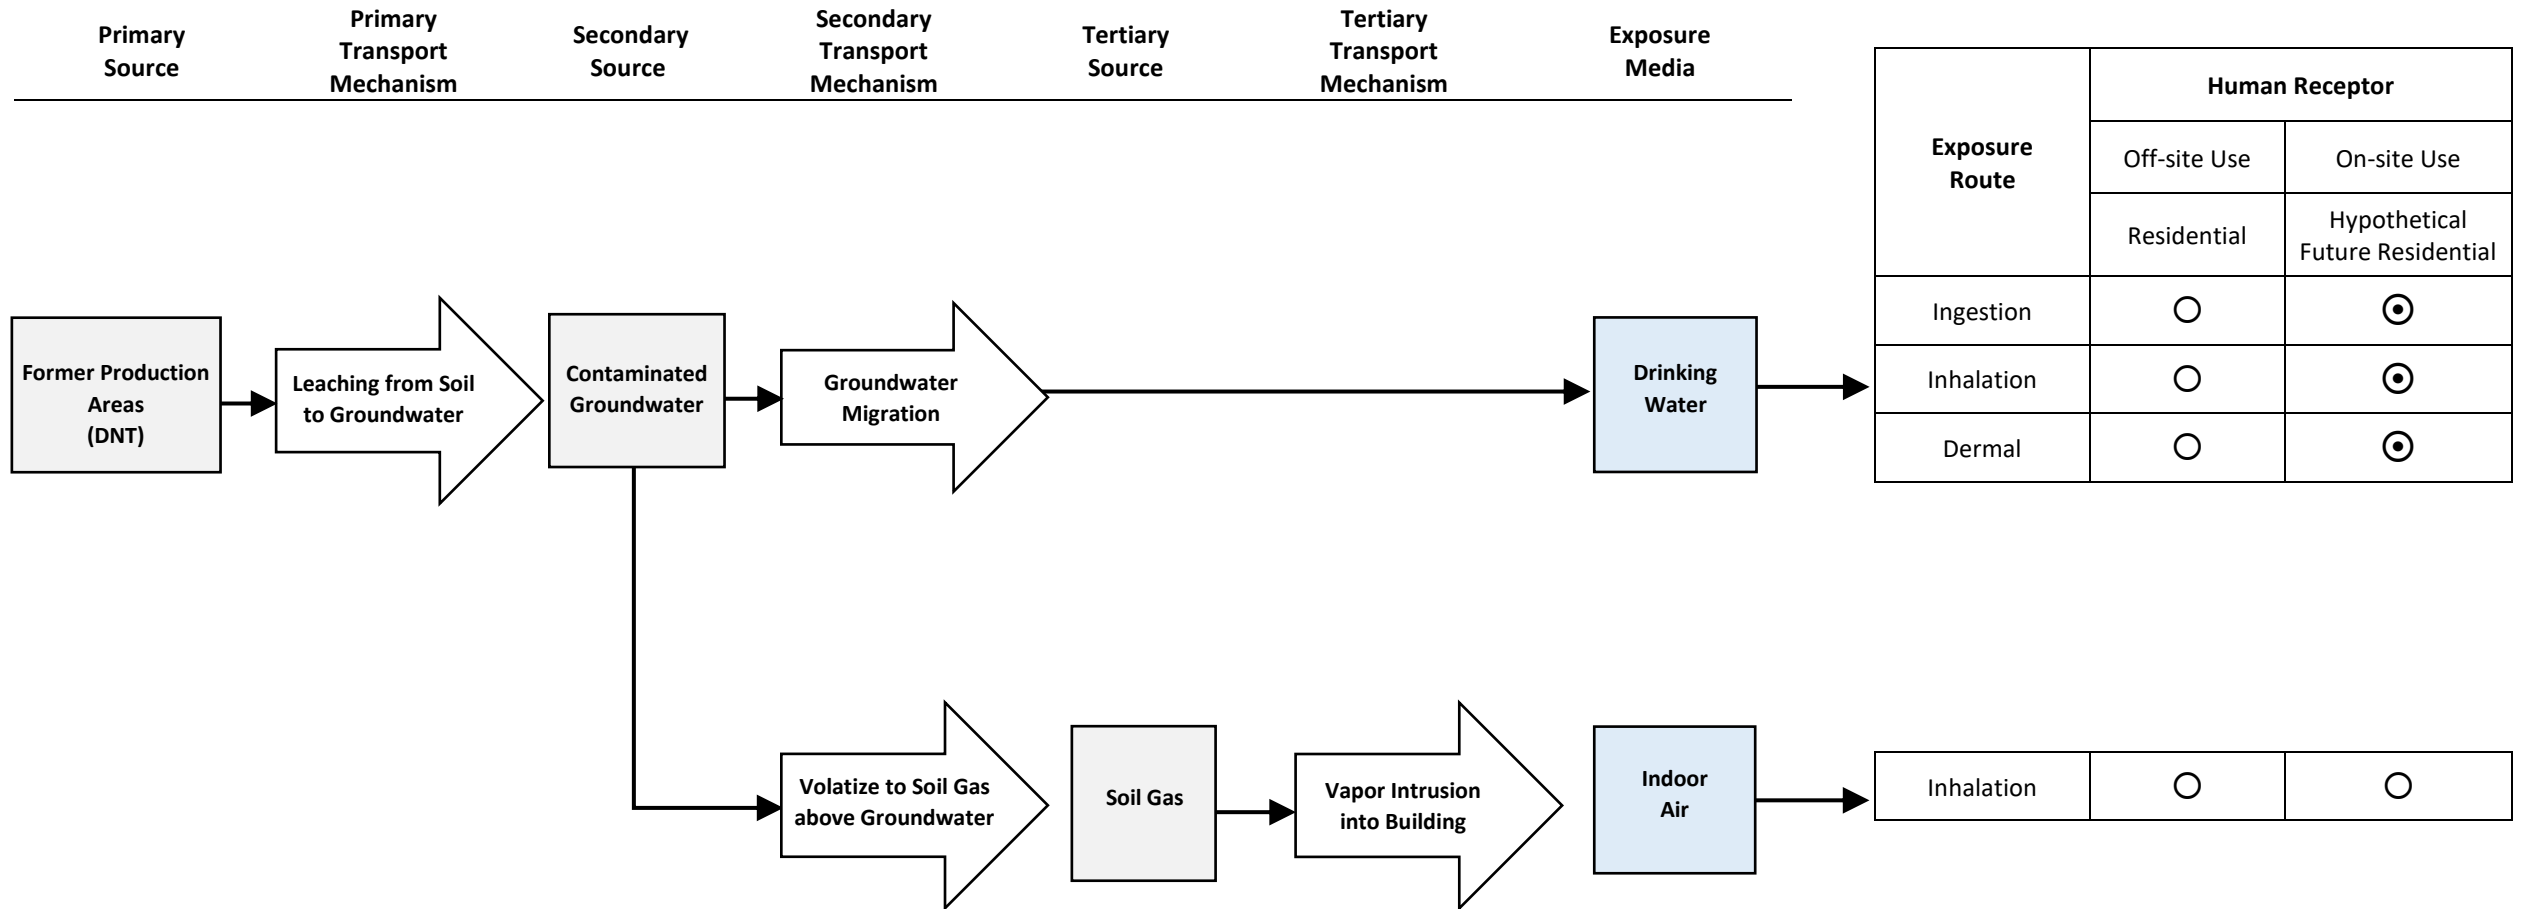 Primary
Source
Primary
Transport
Mechanism
Secondary
Source
Secondary
Transport
Mechanism
Tertiary
Source
Tertiary
Transport
Mechanism
Exposure
Media
Exposure
Route
Human Receptor
Off-site Use
On-site Use
Residential
Hypothetical
Future Residential
Former Production
Areas
(DNT)
Leaching from Soil
to Groundwater
Contaminated
Groundwater
Groundwater
Migration
Drinking
Water
Ingestion
Inhalation
Dermal
Volatize to Soil Gas
above Groundwater
Soil Gas
Vapor Intrusion
into Building
Indoor
Air
Inhalation